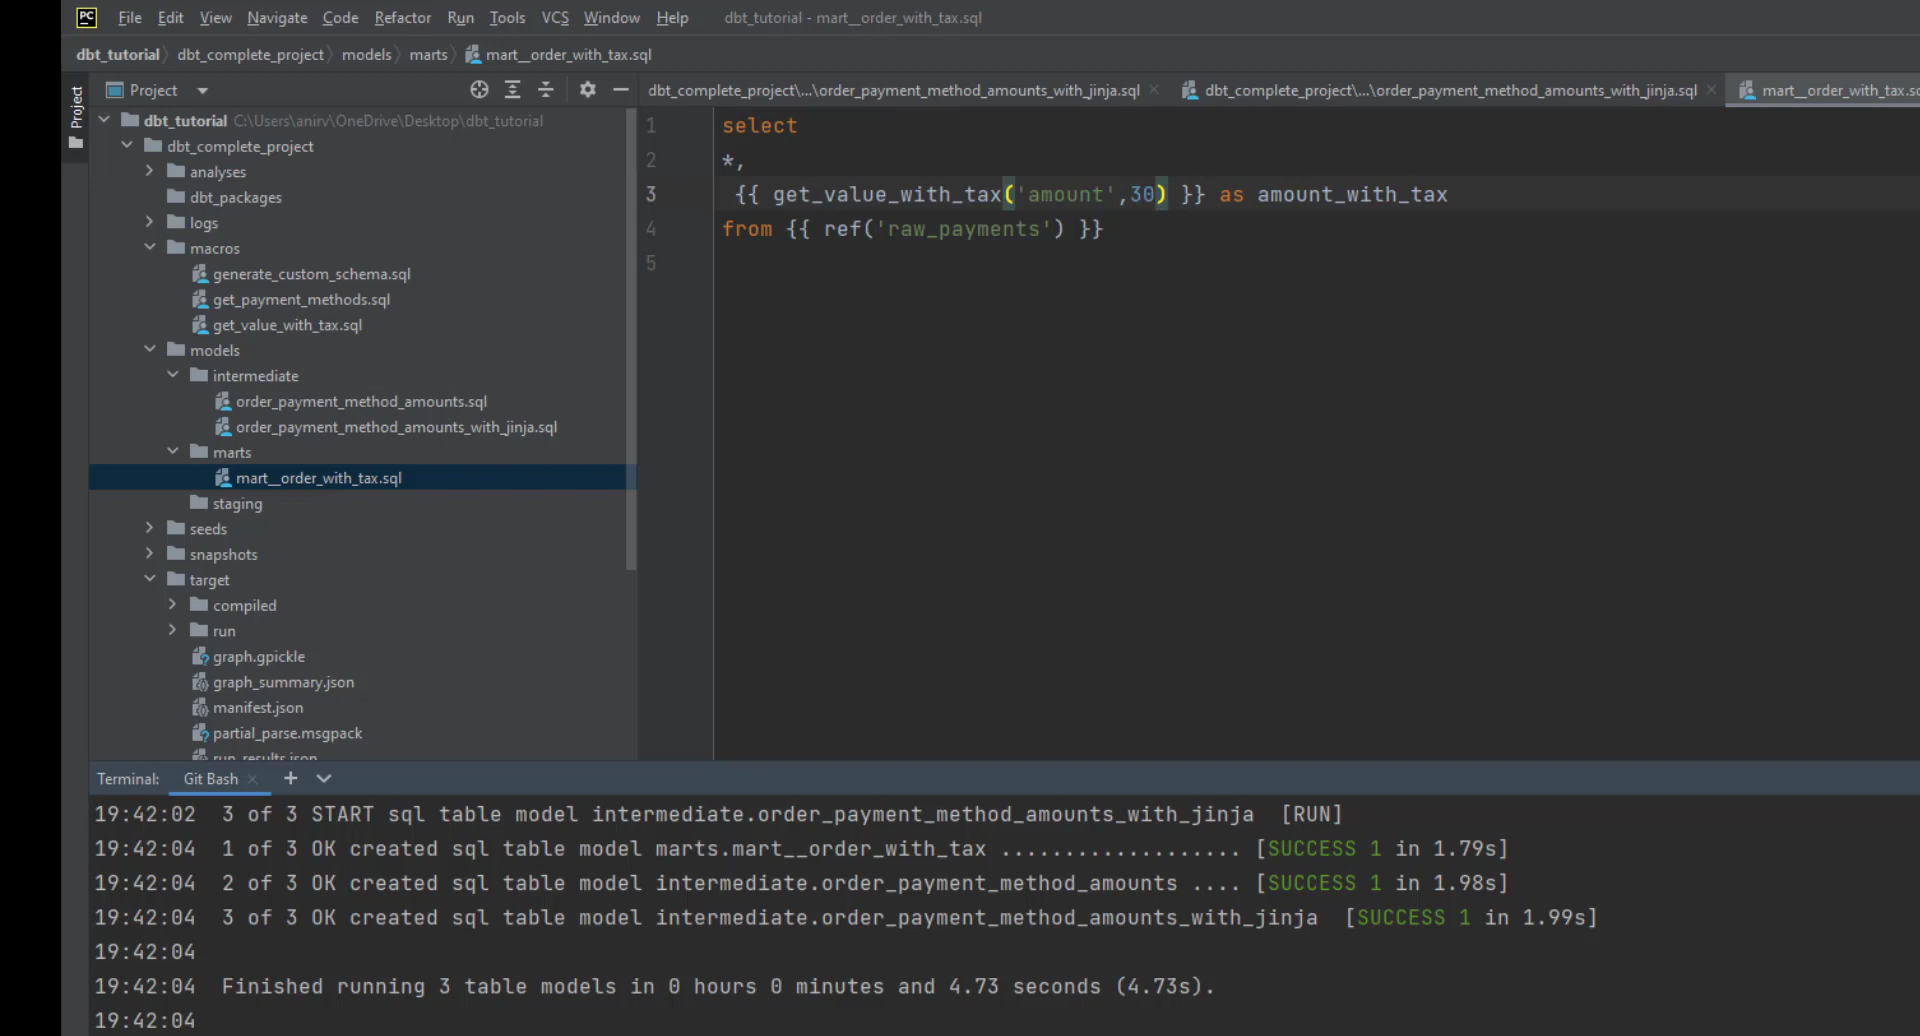 PC File Edit View Navigate Code Refactor Run Tools VCS Window Help dbt_tutorial - mart__order_with_tax.sql
dbt_tutorial dbt_complete_project models marts mart__order_with_tax.sql
Project
Project
dbt_complete_project\...\order_payment_method_amounts_with_jinja.sql
dbt_complete_project\...\order_payment_method_amounts_with_jinja.sql
mart__order_with_tax.sq
dbt_tutorial C:\Users\anirv\OneDrive\Desktop\dbt_tutorial
dbt_complete_project
analyses
dbt_packages
logs
macros
generate_custom_schema.sql
get_payment_methods.sql
get_value_with_tax.sql
models
intermediate
order_payment_method_amounts.sql
order_payment_method_amounts_with_jinja.sql
marts
mart__order_with_tax.sql
staging
seeds
snapshots
target
compiled
run
graph.gpickle
graph_summary.json
manifest.json
partial_parse.msgpack
run_results.json
1 select
2 *,
3 {{ get_value_with_tax('amount',30) }} as amount_with_tax
4 from {{ ref('raw_payments') }}
5
Terminal: Git Bash
19:42:02 3 of 3 START sql table model intermediate.order_payment_method_amounts_with_jinja [RUN]
19:42:04 1 of 3 OK created sql table model marts.mart__order_with_tax ................... [SUCCESS 1 in 1.79s]
19:42:04 2 of 3 OK created sql table model intermediate.order_payment_method_amounts .... [SUCCESS 1 in 1.98s]
19:42:04 3 of 3 OK created sql table model intermediate.order_payment_method_amounts_with_jinja [SUCCESS 1 in 1.99s]
19:42:04
19:42:04 Finished running 3 table models in 0 hours 0 minutes and 4.73 seconds (4.73s).
19:42:04